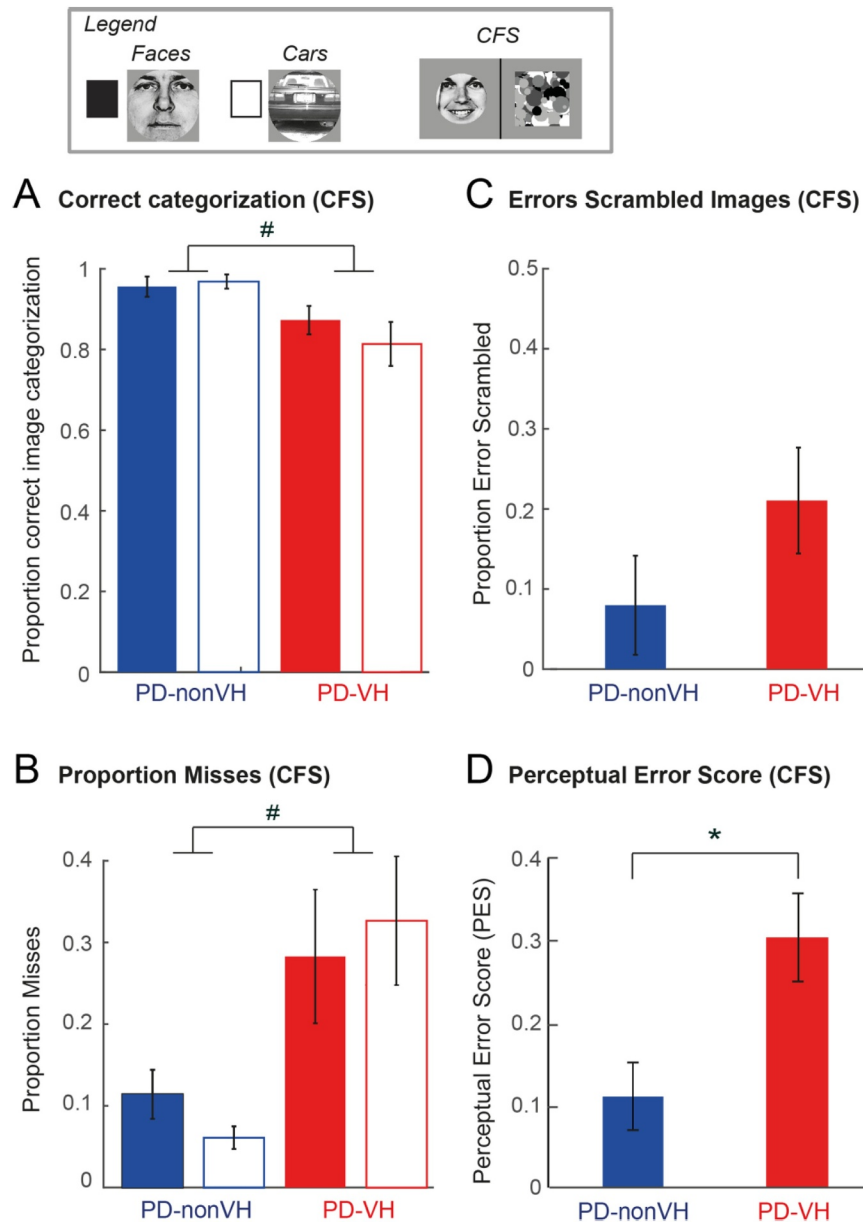 Legend
Faces
Cars
CFS
A Correct categorization (CFS)
#
Proportion correct image categorization
1
0.8
0.6
0.4
0.2
0
PD-nonVH
PD-VH
C Errors Scrambled Images (CFS)
Proportion Error Scrambled
0.5
0.4
0.3
0.2
0.1
0
PD-nonVH
PD-VH
B Proportion Misses (CFS)
#
Proportion Misses
0.4
0.3
0.2
0.1
0
PD-nonVH
PD-VH
D Perceptual Error Score (CFS)
*
Perceptual Error Score (PES)
0.4
0.3
0.2
0.1
0
PD-nonVH
PD-VH